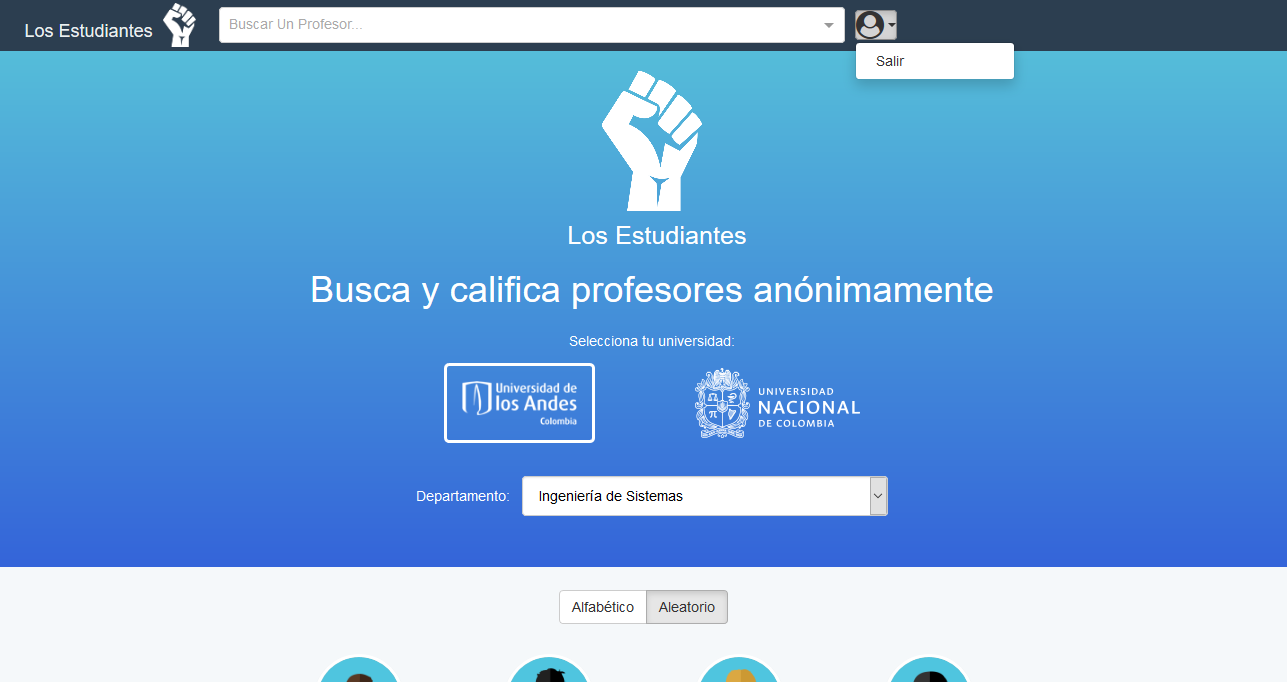 Los Estudiantes
Buscar Un Profesor...
Salir
Los Estudiantes
Busca y califica profesores anónimamente
Selecciona tu universidad:
Universidad de
los Andes
Colombia
UNIVERSIDAD
NACIONAL
DE COLOMBIA
Departamento:
Ingeniería de Sistemas
Alfabético
Aleatorio